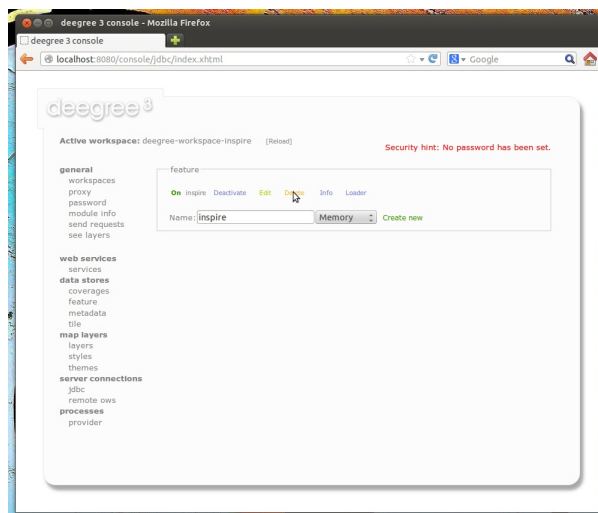 deegree 3 console - Mozilla Firefox
deegree 3 console
localhost:8080/console/jdbc/index.xhtml
Google
deegree 3
Active workspace: deegree-workspace-inspire [Reload]
Security hint: No password has been set.
general
workspaces
proxy
password
module info
send requests
see layers
web services
services
data stores
coverages
feature
metadata
tile
map layers
layers
styles
themes
server connections
jdbc
remote ows
processes
provider
feature
On inspire Deactivate Edit Delete Info Loader
Name: inspire Memory Create new